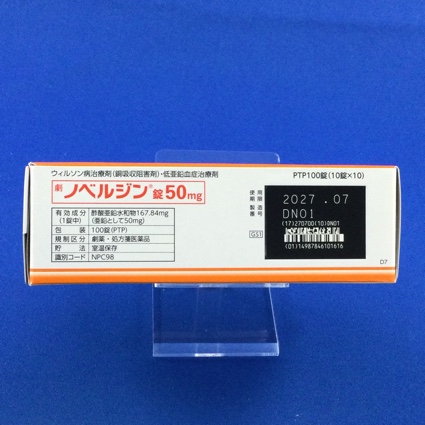 ウィルソン病治療剤(銅吸収阻害剤)・低亜鉛血症治療剤
PTP100錠(10錠×10)
劇 ノベルジン®錠50mg
有効成分(1錠中) 酢酸亜鉛水和物167.84mg(亜鉛として50mg)
包装 100錠(PTP)
規制区分 劇薬・処方箋医薬品
貯法 室温保存
識別コード NPC98
使用期限 2027.07
製造番号 DN01
(17)270700(10)DN01
GS1
(01)14987846101616
D7